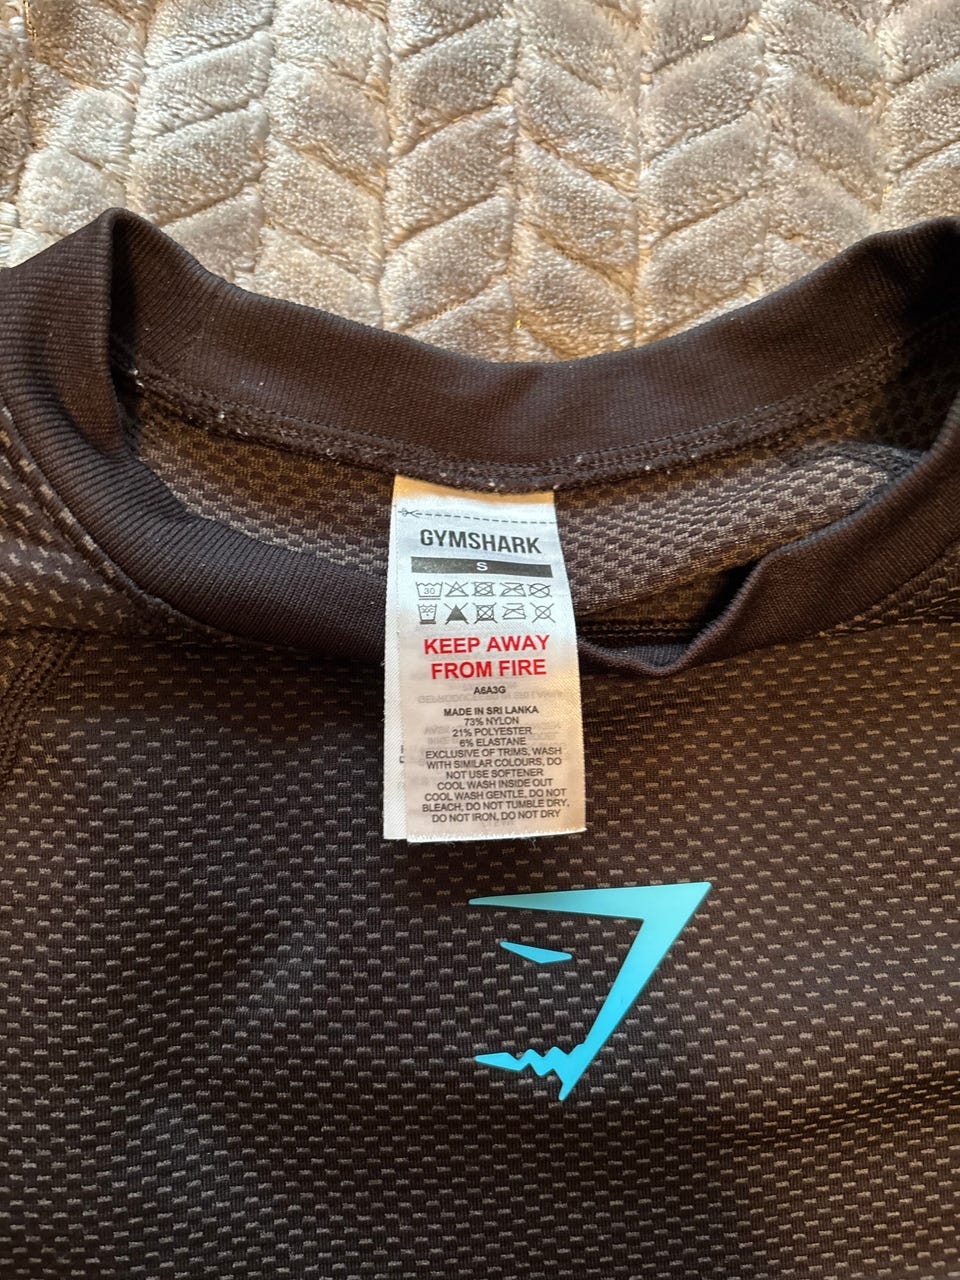 GYMSHARK
S
30
KEEP AWAY
FROM FIRE
A6A3G
MADE IN SRI LANKA
73% NYLON
21% POLYESTER
6% ELASTANE
EXCLUSIVE OF TRIMS, WASH
WITH SIMILAR COLOURS, DO
NOT USE SOFTENER
COOL WASH INSIDE OUT
COOL WASH GENTLE, DO NOT
BLEACH, DO NOT TUMBLE DRY,
DO NOT IRON, DO NOT DRY